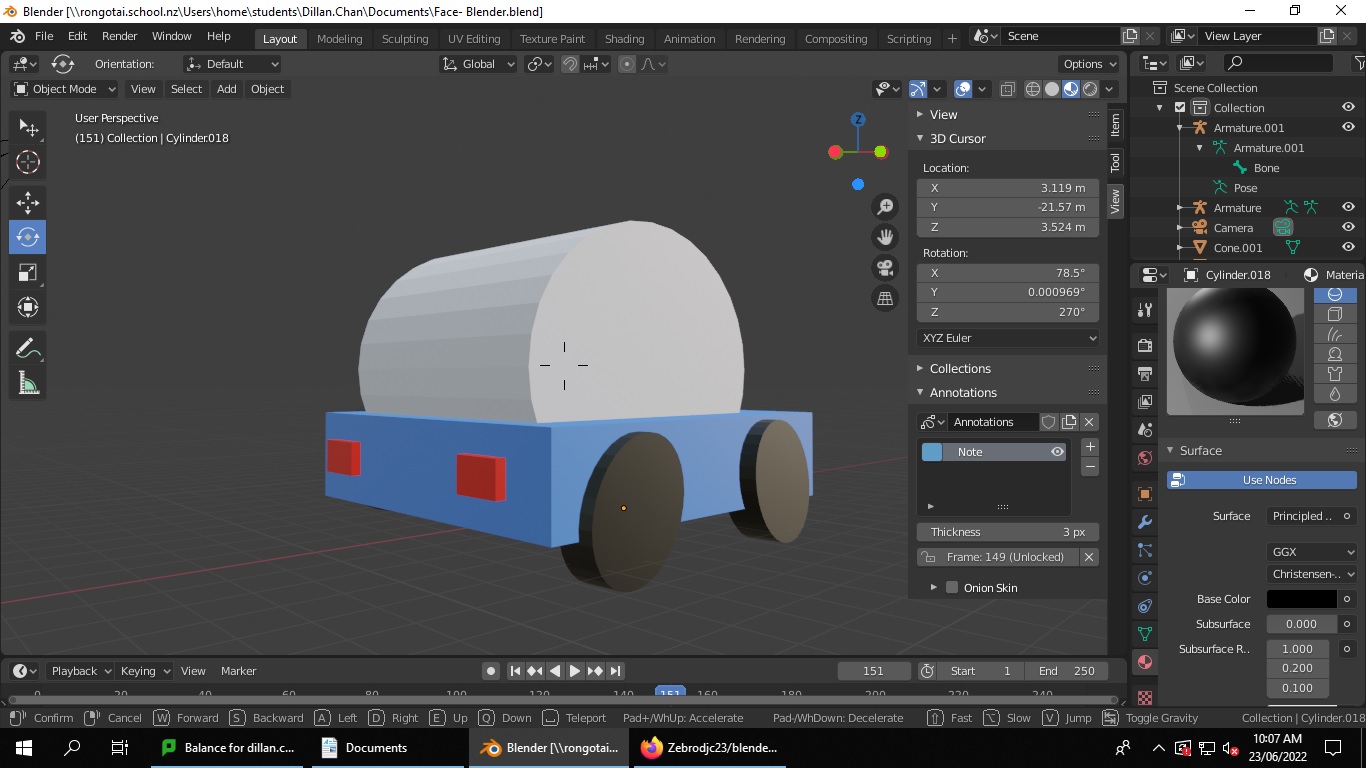 Blender [\\rongotai.school.nz\Users\home\students\Dillan.Chan\Documents\Face- Blender.blend]
File Edit Render Window Help Layout Modeling Sculpting UV Editing Texture Paint Shading Animation Rendering Compositing Scripting + Scene View Layer
Orientation: Default Global Options
Object Mode View Select Add Object
User Perspective
(151) Collection | Cylinder.018
Z
View
3D Cursor
Location:
X 3.119 m
Y -21.57 m
Z 3.524 m
Rotation:
X 78.5°
Y 0.000969°
Z 270°
XYZ Euler
Collections
Annotations
Annotations
Note
Thickness 3 px
Frame: 149 (Unlocked)
Onion Skin
Item
Tool
View
Scene Collection
Collection
Armature.001
Armature.001
Bone
Pose
Armature
Camera
Cone.001
Cylinder.018 Materia
Surface
Use Nodes
Surface Principled ..
GGX
Christensen-..
Base Color
Subsurface 0.000
Subsurface R.. 1.000
0.200
0.100
Playback Keying View Marker 151 Start 1 End 250
0 20 40 60 80 100 120 140 151 160 180 200 220 240
Confirm Cancel W Forward S Backward A Left D Right E Up Q Down Teleport Pad+/WhUp: Accelerate Pad-/WhDown: Decelerate Fast Slow V Jump Toggle Gravity Collection | Cylinder.018
Balance for dillan.c... Documents Blender [\\rongotai... Zebrodjc23/blende... 10:07 AM
23/06/2022